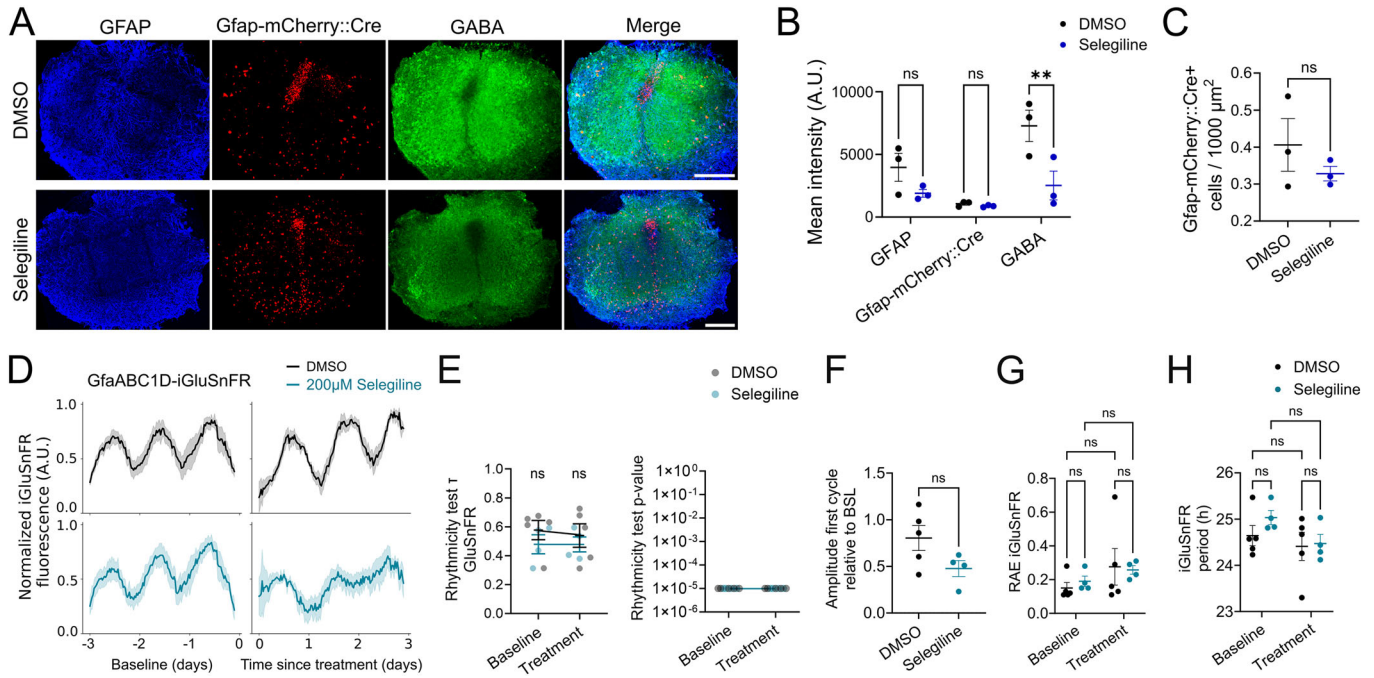 A
GFAP
Gfap-mCherry::Cre
GABA
Merge
DMSO
Selegiline
B
DMSO
Selegiline
Mean intensity (A.U.)
10000
5000
0
ns
ns
**
GFAP
Gfap-mCherry::Cre
GABA
C
Gfap-mCherry::Cre+
cells / 1000 µm²
0.6
0.5
0.4
0.3
0.2
ns
DMSO
Selegiline
D
GfaABC1D-iGluSnFR
DMSO
200µM Selegiline
Normalized iGluSnFR
fluorescence (A.U.)
1.0
0.5
0.0
1.0
0.5
0.0
-3
-2
-1
0
0
1
2
3
Baseline (days)
Time since treatment (days)
E
DMSO
Selegiline
Rhythmicity test τ
GluSnFR
1.0
0.8
0.6
0.4
0.2
0.0
ns
ns
Baseline
Treatment
Rhythmicity test p-value
1×10⁰
1×10⁻¹
1×10⁻²
1×10⁻³
1×10⁻⁴
1×10⁻⁵
1×10⁻⁶
Baseline
Treatment
F
Amplitude first cycle
relative to BSL
1.5
1.0
0.5
0.0
ns
DMSO
Selegiline
G
DMSO
Selegiline
RAE iGluSnFR
0.8
0.6
0.4
0.2
0.0
ns
ns
ns
ns
Baseline
Treatment
H
DMSO
Selegiline
iGluSnFR
period (h)
26
25
24
23
ns
ns
ns
ns
Baseline
Treatment